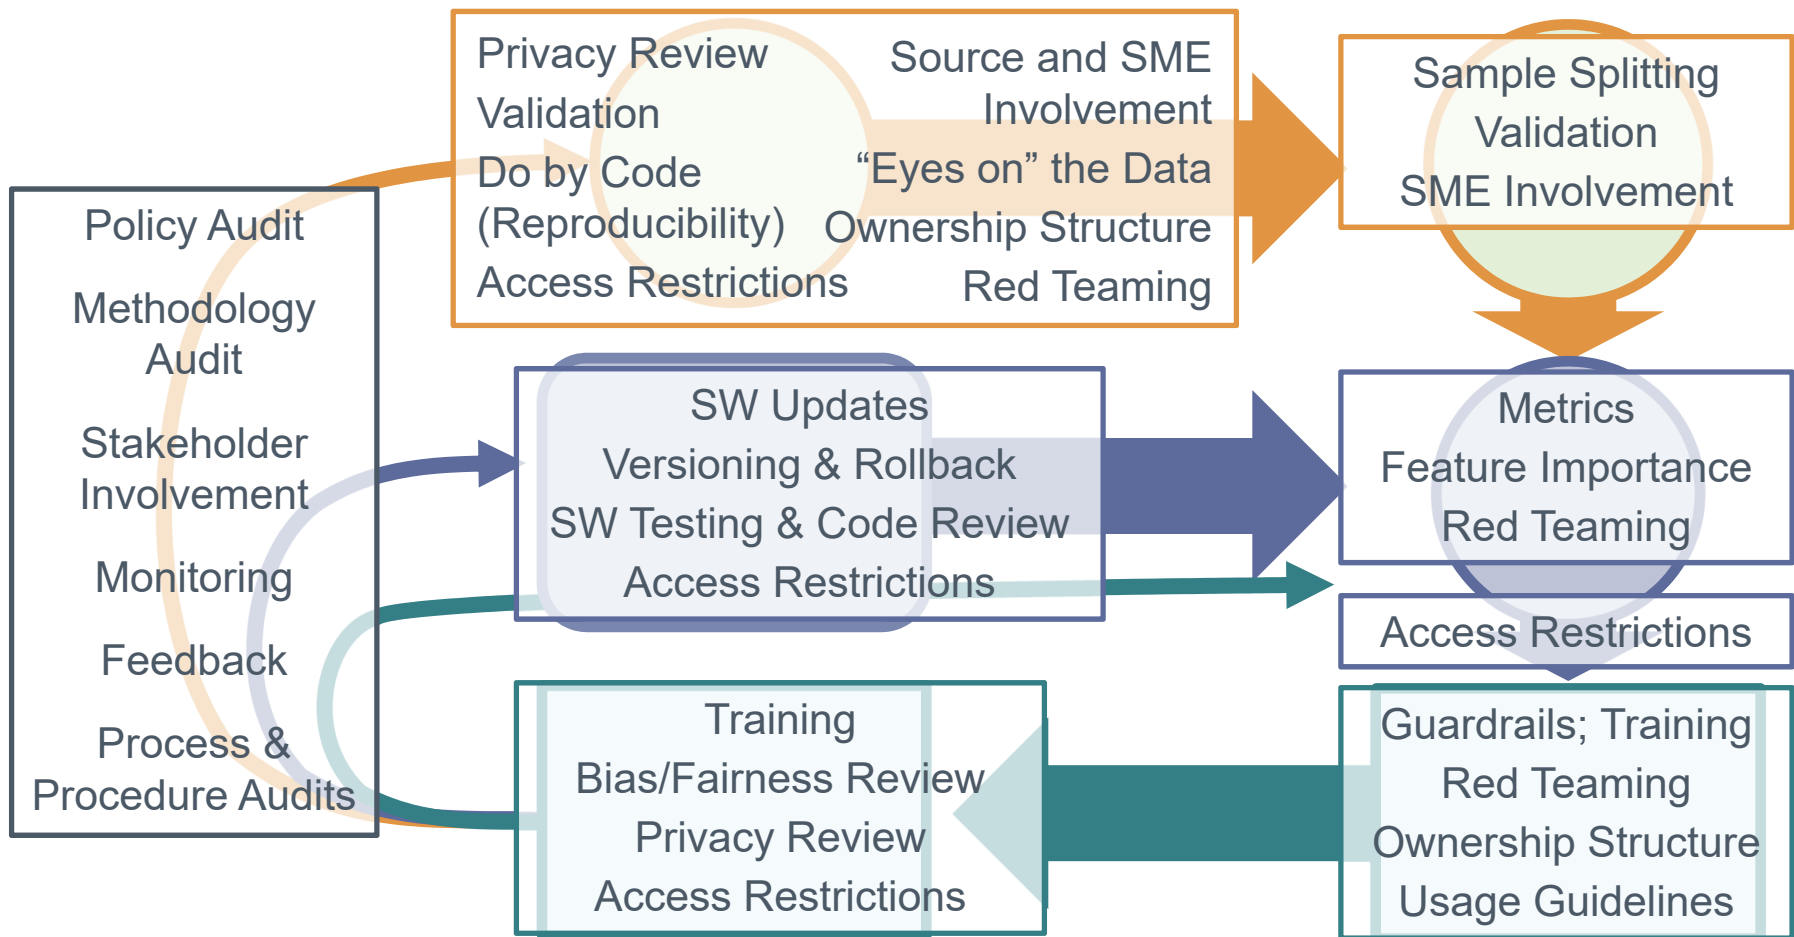 Privacy Review
Validation
Do by Code
(Reproducibility)
Access Restrictions
Source and SME
Involvement
“Eyes on” the Data
Ownership Structure
Red Teaming
Sample Splitting
Validation
SME Involvement
Policy Audit
Methodology
Audit
Stakeholder
Involvement
Monitoring
Feedback
Process &
Procedure Audits
SW Updates
Versioning & Rollback
SW Testing & Code Review
Access Restrictions
Metrics
Feature Importance
Red Teaming
Access Restrictions
Training
Bias/Fairness Review
Privacy Review
Access Restrictions
Guardrails; Training
Red Teaming
Ownership Structure
Usage Guidelines